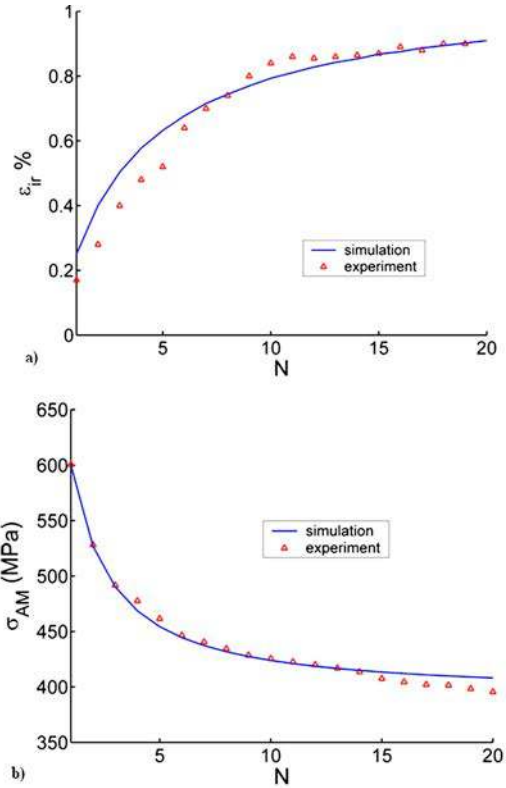 1
0.8
0.6
0.4
0.2
0
ε_ir %
simulation
experiment
5
10
15
20
N
a)
650
600
550
500
450
400
350
σ_AM (MPa)
simulation
experiment
5
10
15
20
N
b)